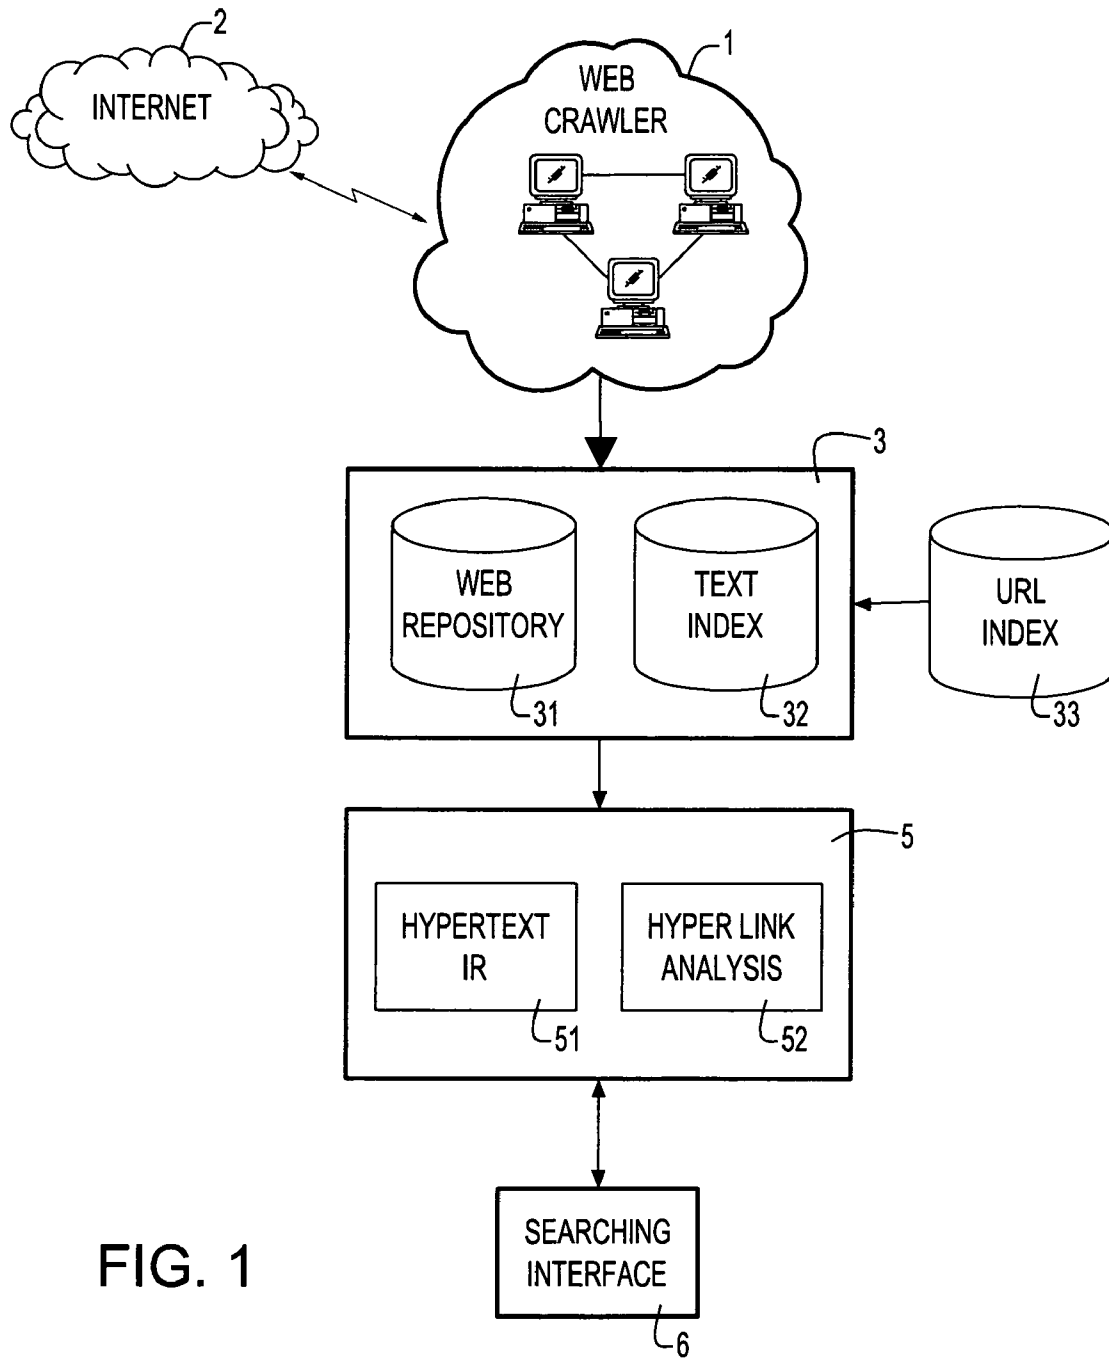 2
INTERNET
1
WEB
CRAWLER
3
WEB
REPOSITORY
31
TEXT
INDEX
32
URL
INDEX
33
5
HYPERTEXT
IR
51
HYPER LINK
ANALYSIS
52
SEARCHING
INTERFACE
6
FIG. 1